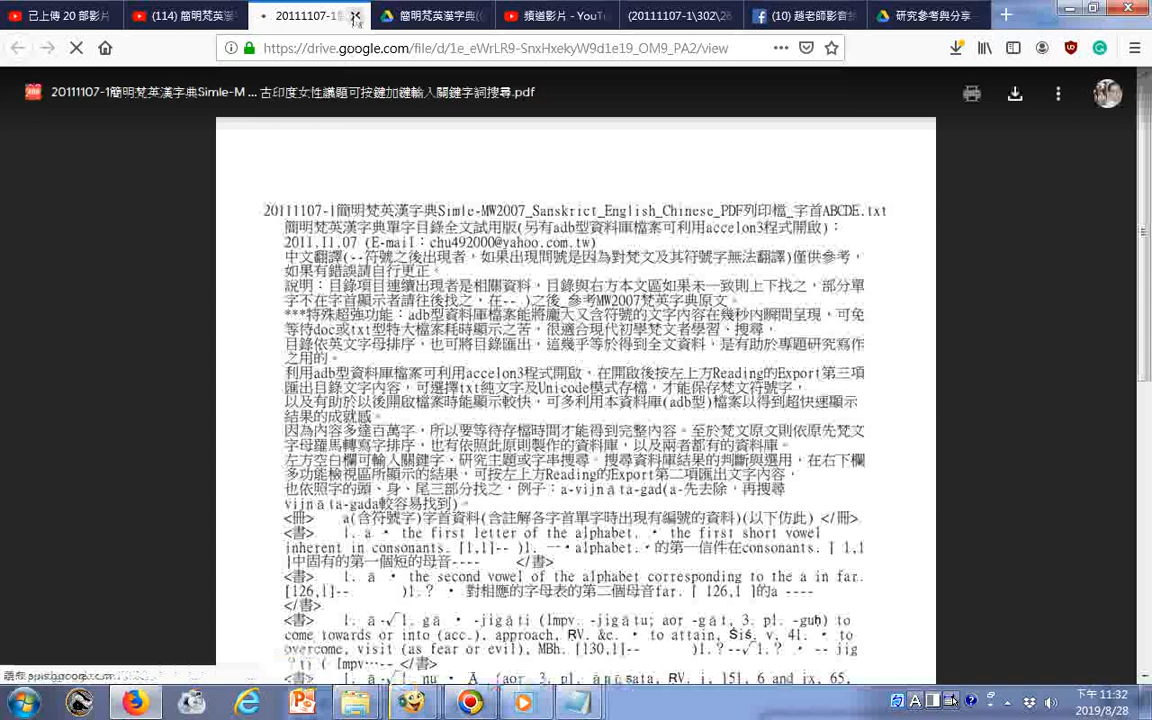 已上傳 20 部影片
(114) 簡明梵英
20111107-1
簡明梵英漢字典
頻道影片 - YouTu
(20111107-1\302\26
(10) 趙老師影音
研究參考與分享
https://drive.google.com/file/d/1e_eWrLR9-SnxHxekyW9d1e19_OM9_PA2/view
20111107-1簡明梵英漢字典Simle-M ... 古印度女性議題可按鍵加鍵輸入關鍵字詞搜尋.pdf
20111107-1簡明梵英漢字典Simle-MW2007_Sanskrict_English_Chinese_PDF列印檔_字首ABCDE.txt
簡明梵英漢字典單字目錄全文試用版(另有adb型資料庫檔案可利用accelon3程式開啟)：
2011.11.07 (E-mail：chu492000@yahoo.com.tw)
中文翻譯(--符號之後出現者，如果出現問號是因為對梵文及其符號字無法翻譯)僅供參考，
如果有錯誤請自行更正。
說明：目錄項目連續出現者是相關資料，目錄與右方本文區如果未一致則上下找之，部分單
字不在字首顯示者請往後找之，在-- )之後_參考MW2007梵英字典原文。
***特殊超強功能：adb型資料庫檔案能將龐大又含符號的文字內容在幾秒內瞬間呈現，可免
等待doc或txt型特大檔案耗時顯示之苦，很適合現代初學梵文者學習、搜尋，
目錄依英文字母排序，也可將目錄匯出，這幾乎等於得到全文資料，是有助於專題研究寫作
之用的。
利用adb型資料庫檔案可利用accelon3程式開啟，在開啟後按左上方Reading的Export第三項
匯出目錄文字內容，可選擇txt純文字及Unicode模式存檔，才能保存梵文符號字，
以及有助於以後開啟檔案時能顯示較快，可多利用本資料庫(adb型)檔案以得到超快速顯示
結果的成就感。
因為內容多達百萬字，所以要等待存檔時間才能得到完整內容。至於梵文原文則依原先梵文
字母羅馬轉寫字排序，也有依照此原則製作的資料庫，以及兩者都有的資料庫。
左方空白欄可輸入關鍵字、研究主題或字串搜尋。搜尋資料庫結果的判斷與選用，在右下欄
多功能檢視區所顯示的結果，可按左上方Reading的Export第二項匯出文字內容，
也依照字的頭、身、尾三部分找之，例子：a-vijñāta-gad(a-先去除，再搜尋
vijñāta-gada較容易找到)。
<冊> a(含符號字)字首資料(含註解各字首單字時出現有編號的資料)(以下仿此) </冊>
<書> 1. a • the first letter of the alphabet. • the first short vowel
inherent in consonants. [1,1]-- )1. --•alphabet.•的第一信件在consonants. [ 1,1
]中固有的第一個短的母音---- </書>
<書> 1. ā • the second vowel of the alphabet corresponding to the a in far.
[126,1]-- )1.? • 對相應的字母表的第二個母音far. [ 126,1 ]的a ----
</書>
<書> 1. ā-√1. gā • -jigāti (Impv. -jigātu; aor -gāt, 3. pl. -guḥ) to
come towards or into (acc.), approach, RV. &c. • to attain, Śiś. v, 41. • to
overcome, visit (as fear or evil), MBh. [130,1]-- )1.?--√1.? • -- jig
</書>
<書> 1. ā-√1. nu • Ā (aor. 3. pl. RV. i, 151, 6 and ix, 65,
下午 11:32
2019/8/28